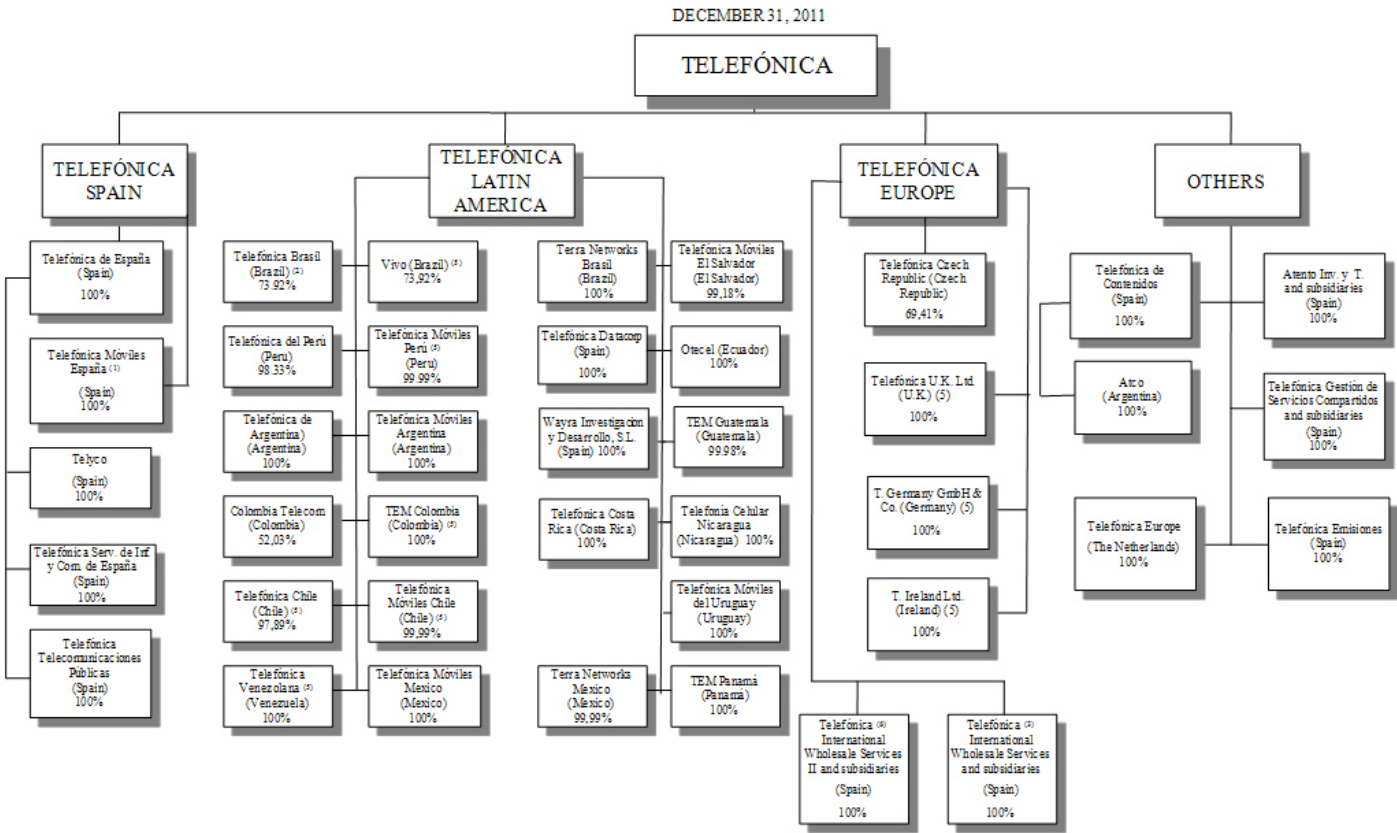 DECEMBER 31, 2011
TELEFÓNICA
TELEFÓNICA
SPAIN
TELEFÓNICA
LATIN
AMERICA
TELEFÓNICA
EUROPE
OTHERS
Telefónica de España
(Spain)
100%
Telefónica Móviles
España (1)
(Spain)
100%
Telyco
(Spain)
100%
Telefónica Serv. de Inf
y Com. de España
(Spain)
100%
Telefónica
Telecomunicaciones
Públicas
(Spain)
100%
Telefónica Brasil
(Brazil) (2)
73.92%
Vivo (Brazil) (5)
73,92%
Telefónica del Perú
(Peru)
98.33%
Telefónica Móviles
Perú (5)
(Peru)
99.99%
Telefónica de
Argentina)
(Argentina)
100%
Telefónica Móviles
Argentina
(Argentina)
100%
Colombia Telecom
(Colombia)
52,03%
TEM Colombia
(Colombia) (5)
100%
Telefónica Chile
(Chile) (5)
97,89%
Telefónica
Móviles Chile
(Chile) (5)
99,99%
Telefónica
Venezolana (5)
(Venezuela)
100%
Telefónica Móviles
Mexico
(Mexico)
100%
Terra Networks
Brasil
(Brazil)
100%
Telefónica Móviles
El Salvador
(El Salvador)
99,18%
Telefónica Datacorp
(Spain)
100%
Otecel (Ecuador)
100%
Wayra Investigacion
y Desarrollo, S.L.
(Spain) 100%
TEM Guatemala
(Guatemala)
99.98%
Telefónica Costa
Rica (Costa Rica)
100%
Telefonía Celular
Nicaragua
(Nicaragua) 100%
Telefónica Móviles
del Uruguay
(Uruguay)
100%
Terra Networks
Mexico
(Mexico)
99,99%
TEM Panamá
(Panamá)
100%
Telefónica Czech
Republic (Czech
Republic)
69,41%
Telefónica U.K. Ltd.
(U.K.) (5)
100%
T. Germany GmbH &
Co. (Germany) (5)
100%
T. Ireland Ltd.
(Ireland) (5)
100%
Telefónica (6)
International
Wholesale Services
II and subsidiaries
(Spain)
100%
Telefónica (3)
International
Wholesale Services
and subsidiaries
(Spain)
100%
Telefónica de
Contenidos
(Spain)
100%
Atento Inv. y T.
and subsidiaries
(Spain)
100%
Atco
(Argentina)
100%
Telefónica Gestión de
Servicios Compartidos
and subsidiaries
(Spain)
100%
Telefónica Europe
(The Netherlands)
100%
Telefónica Emisiones
(Spain)
100%